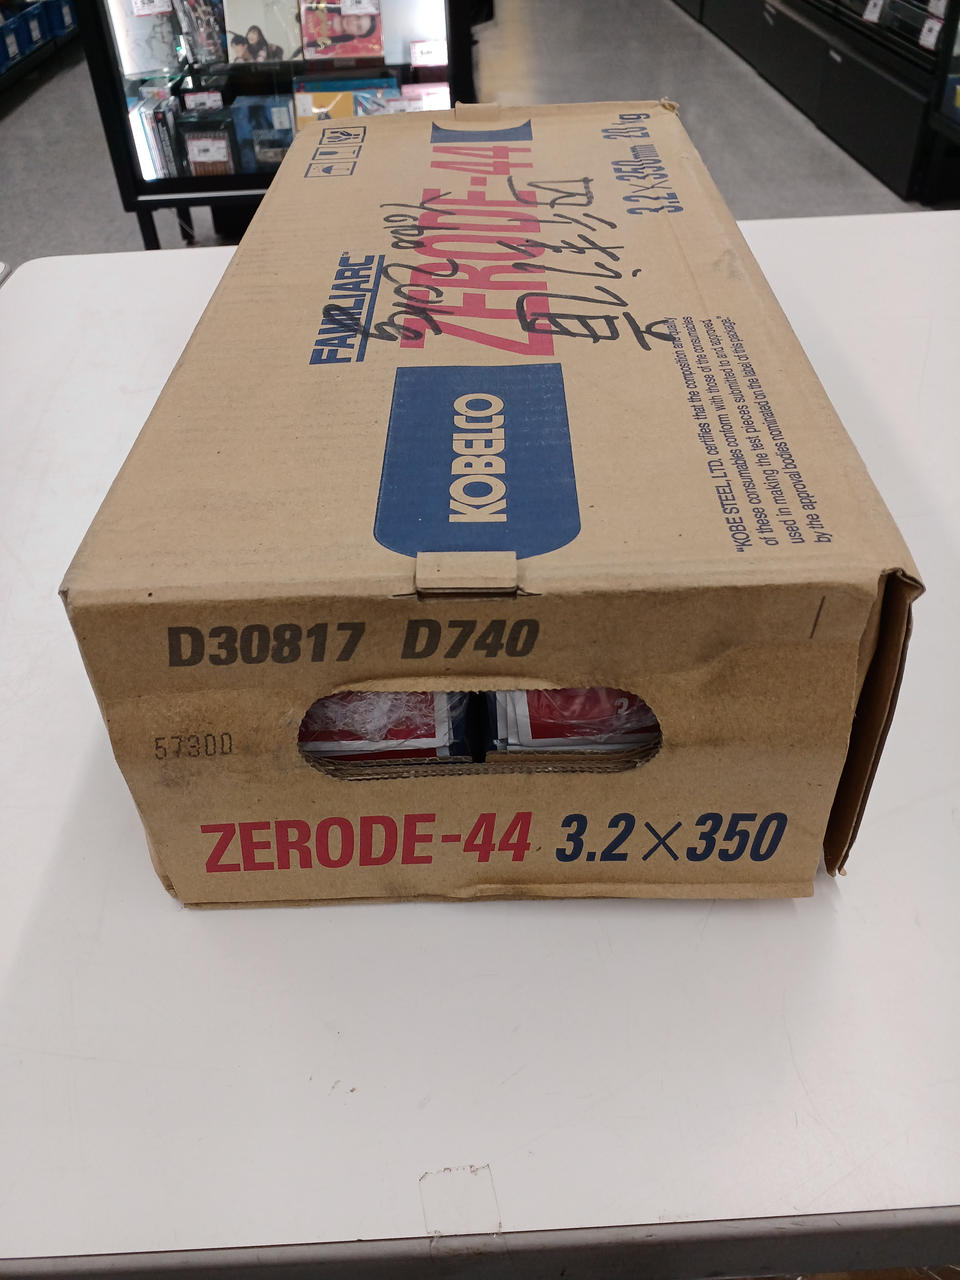 FAMILIARC™
ZERODE-44
3.2×350mm 20kg
KOBELCO
"KOBE STEEL, LTD. certifies that the composition and quality
of these consumables conform with those of the consumables
used in making the test pieces submitted to and approved
by the approval bodies nominated on the label of this package."
D30817 D740
57300
ZERODE-44 3.2×350